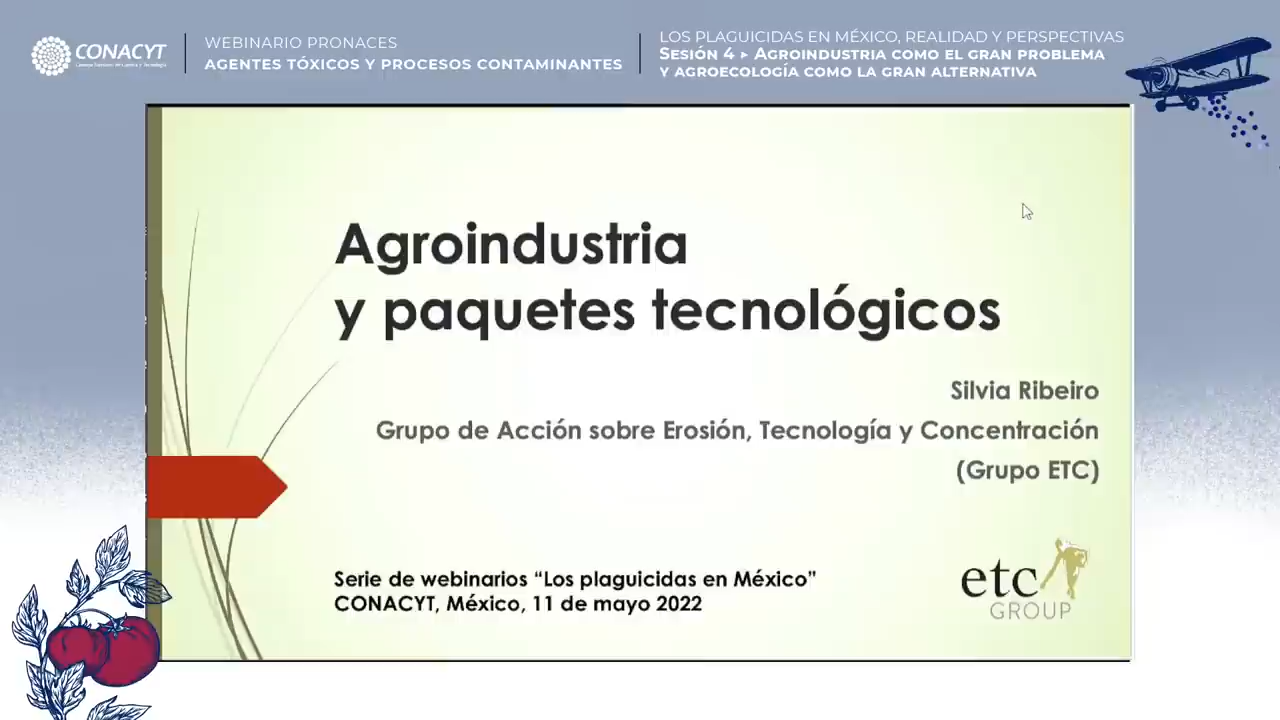 CONACYT
WEBINARIO PRONACES
AGENTES TÓXICOS Y PROCESOS CONTAMINANTES
LOS PLAGUICIDAS EN MÉXICO, REALIDAD Y PERSPECTIVAS
SESIÓN 4 ▸ AGROINDUSTRIA COMO EL GRAN PROBLEMA
Y AGROECOLOGÍA COMO LA GRAN ALTERNATIVA
Agroindustria
y paquetes tecnológicos
Silvia Ribeiro
Grupo de Acción sobre Erosión, Tecnología y Concentración
(Grupo ETC)
Serie de webinarios “Los plaguicidas en México”
CONACYT, México, 11 de mayo 2022
etc
GROUP